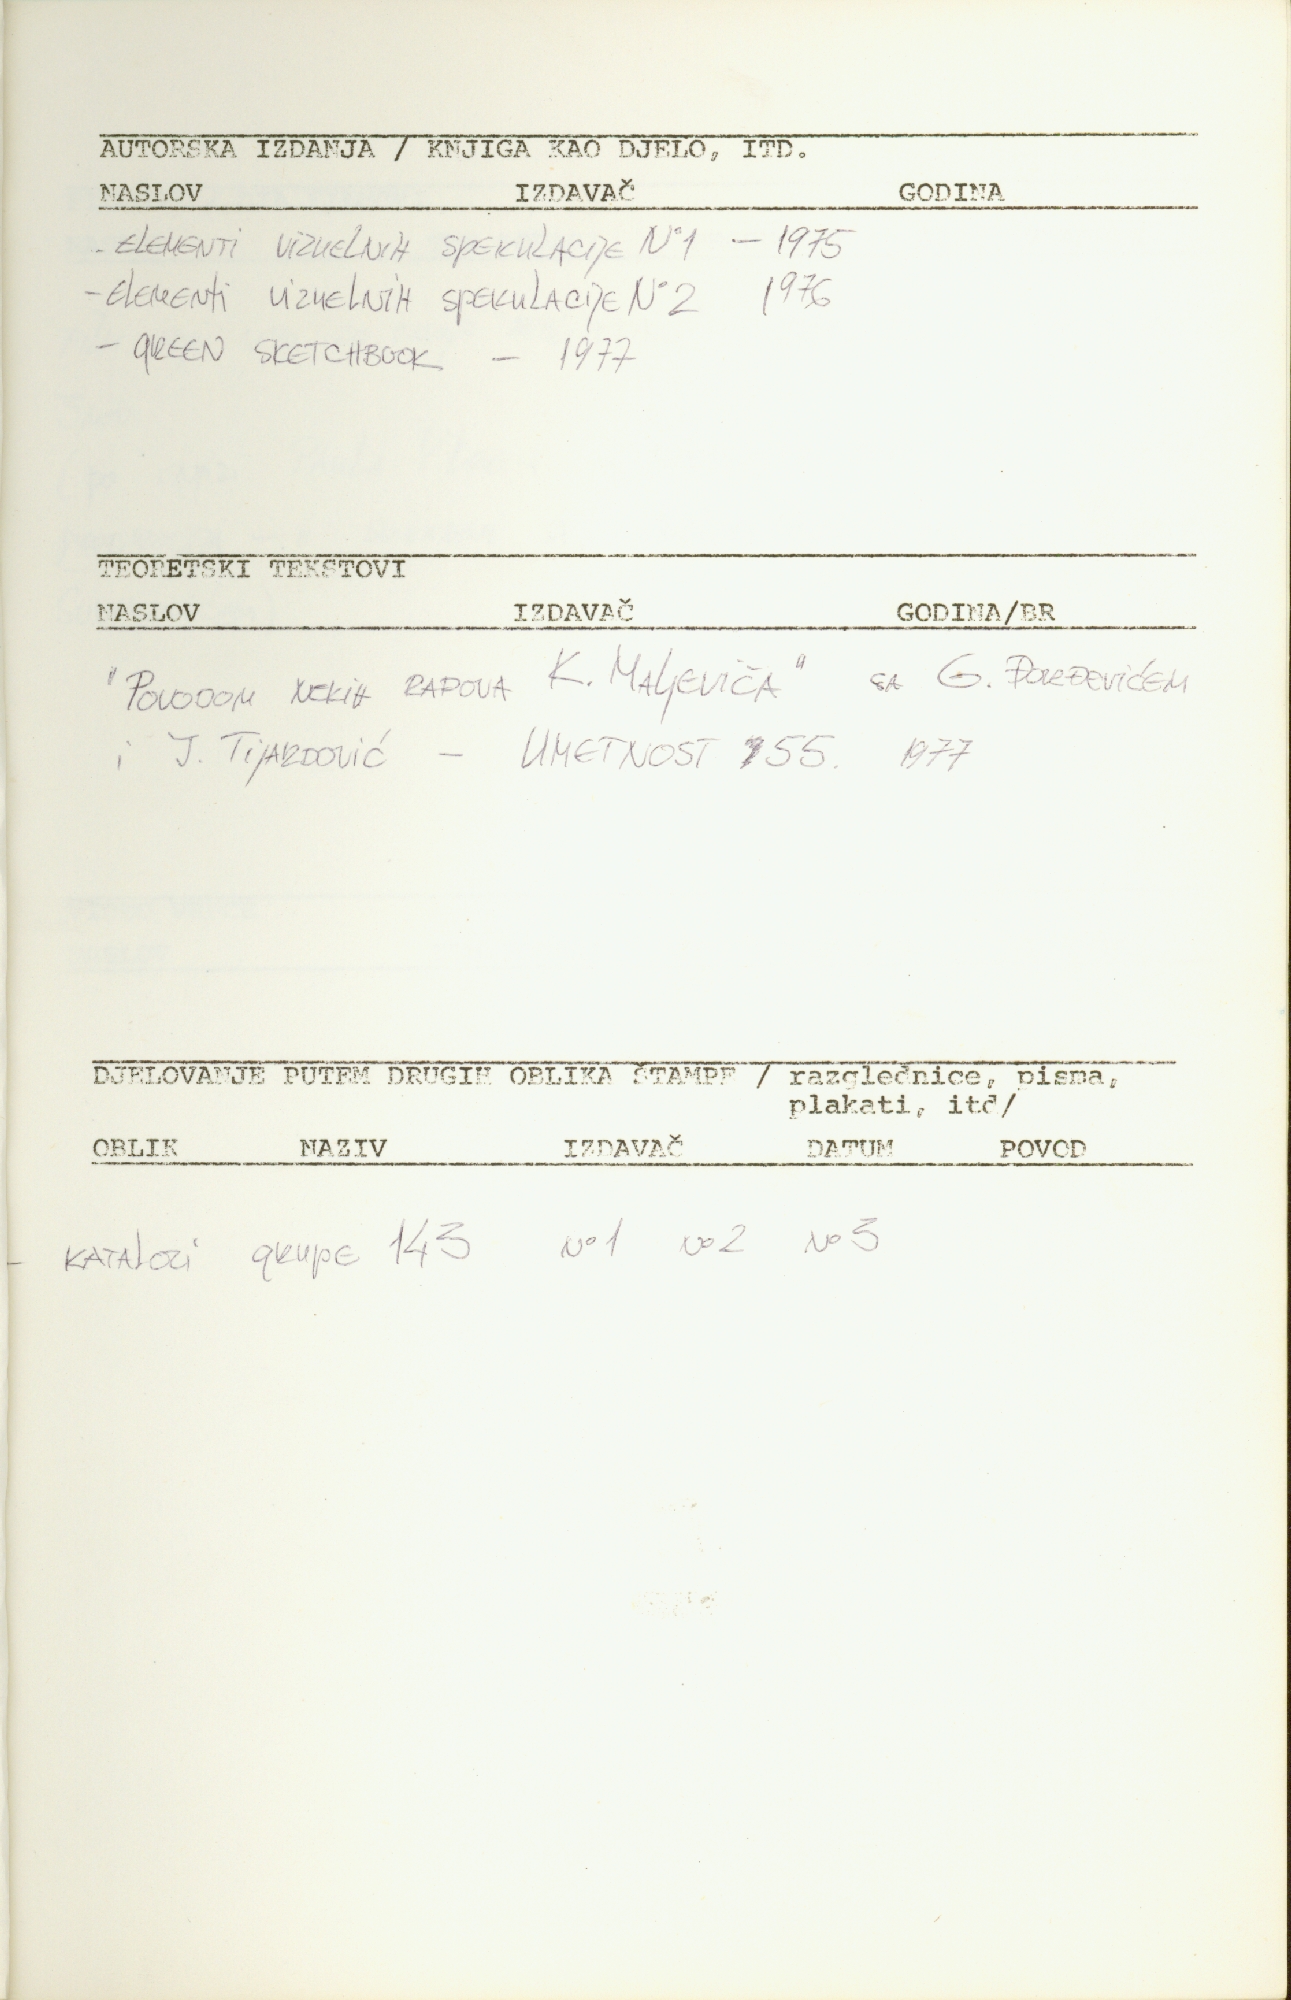 AUTORSKA IZDANJA / KNJIGA KAO DJELO, ITD.
NASLOV IZDAVAČ GODINA
- ELEMENTI VIZUELNIH SPEKULACIJE N°1 – 1975
- ELEMENTI VIZUELNIH SPEKULACIJE N°2 1976
- GREEN SKETCHBOOK – 1977
TEORETSKI TEKSTOVI
NASLOV IZDAVAČ GODINA/BR
"POVODOM NEKIH RADOVA K. MALJEVIČA" SA G. ĐORĐEVIĆEM
i J. TIJARDOVIĆ – UMETNOST 55. 1977
DJELOVANJE PUTEM DRUGIH OBLIKA ŠTAMPE / razglednice, pisma,
plakati, itd/
OBLIK NAZIV IZDAVAČ DATUM POVOD
- KATALOZI GRUPE 143 No 1 No 2 No 3